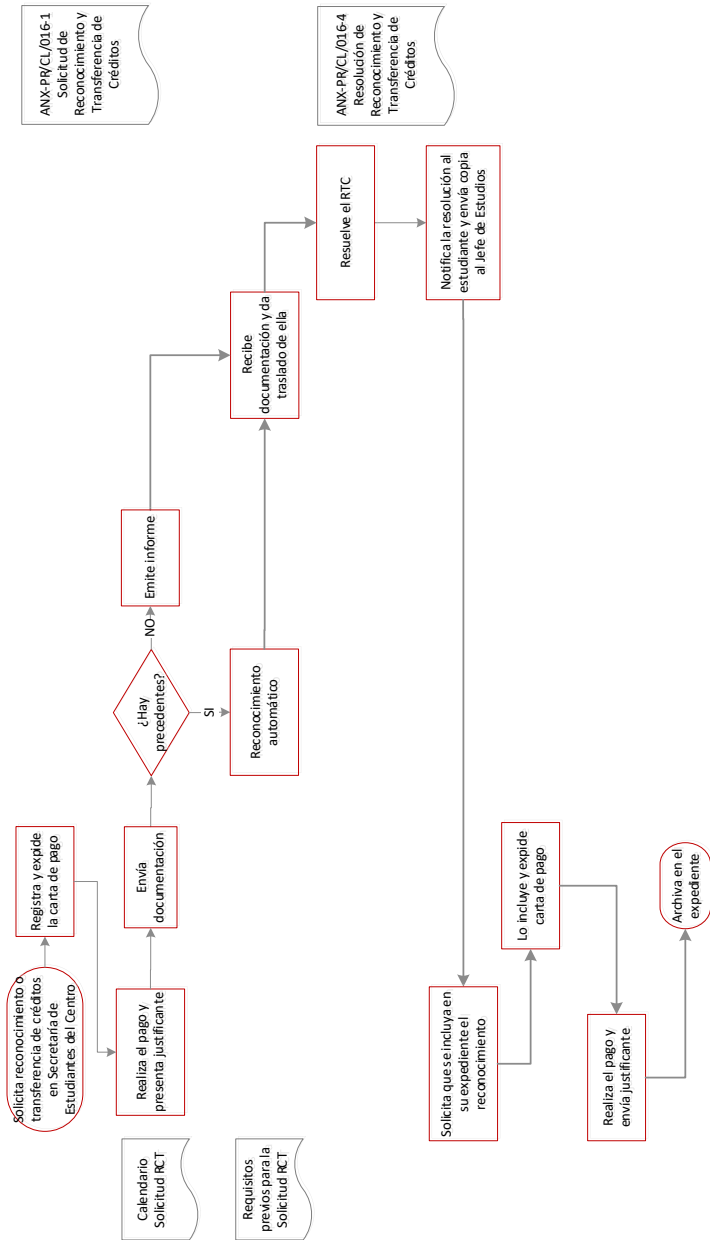 Solicita reconocimiento o
transferencia de créditos
en Secretaría de
Estudiantes del Centro
Registra y expide
la carta de pago
ANX-PR/CL/016-1
Solicitud de
Reconocimiento y
Transferencia de
Créditos
Calendario
Solicitud RCT
Realiza el pago y
presenta justificante
Envía
documentación
¿Hay
precedentes?
NO
Emite informe
SI
Requisitos
previos para la
Solicitud RCT
Reconocimiento
automático
Recibe
documentación y da
traslado de ella
Resuelve el RTC
ANX-PR/CL/016-4
Resolución de
Reconocimiento y
Transferencia de
Créditos
Notifica la resolución al
estudiante y envía copia
al Jefe de Estudios
Solicita que se incluya en
su expediente el
reconocimiento
Lo incluye y expide
carta de pago
Realiza el pago y
envía justificante
Archiva en el
expediente